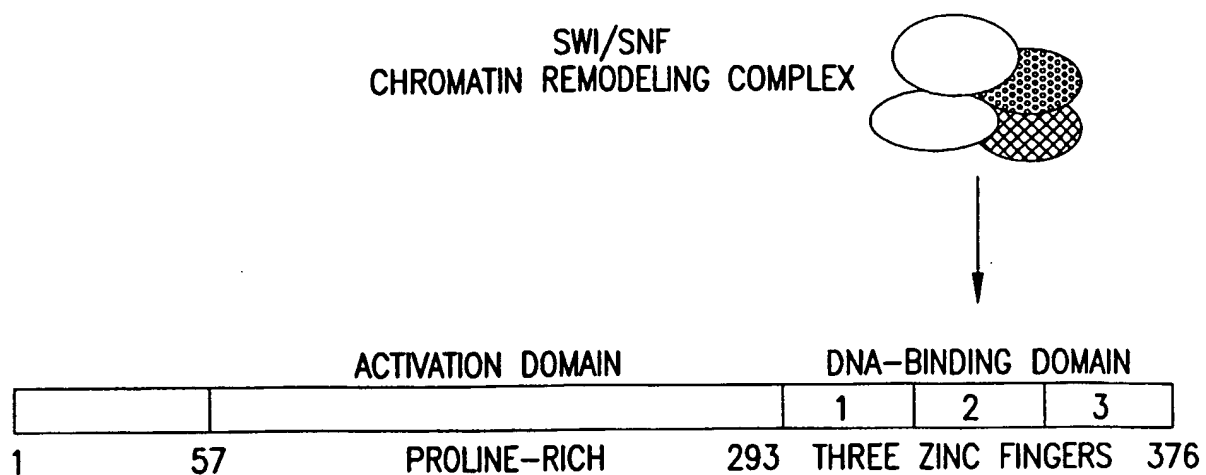 SWI/SNF
CHROMATIN REMODELING COMPLEX
ACTIVATION DOMAIN DNA-BINDING DOMAIN
1 2 3
1 57 PROLINE-RICH 293 THREE ZINC FINGERS 376